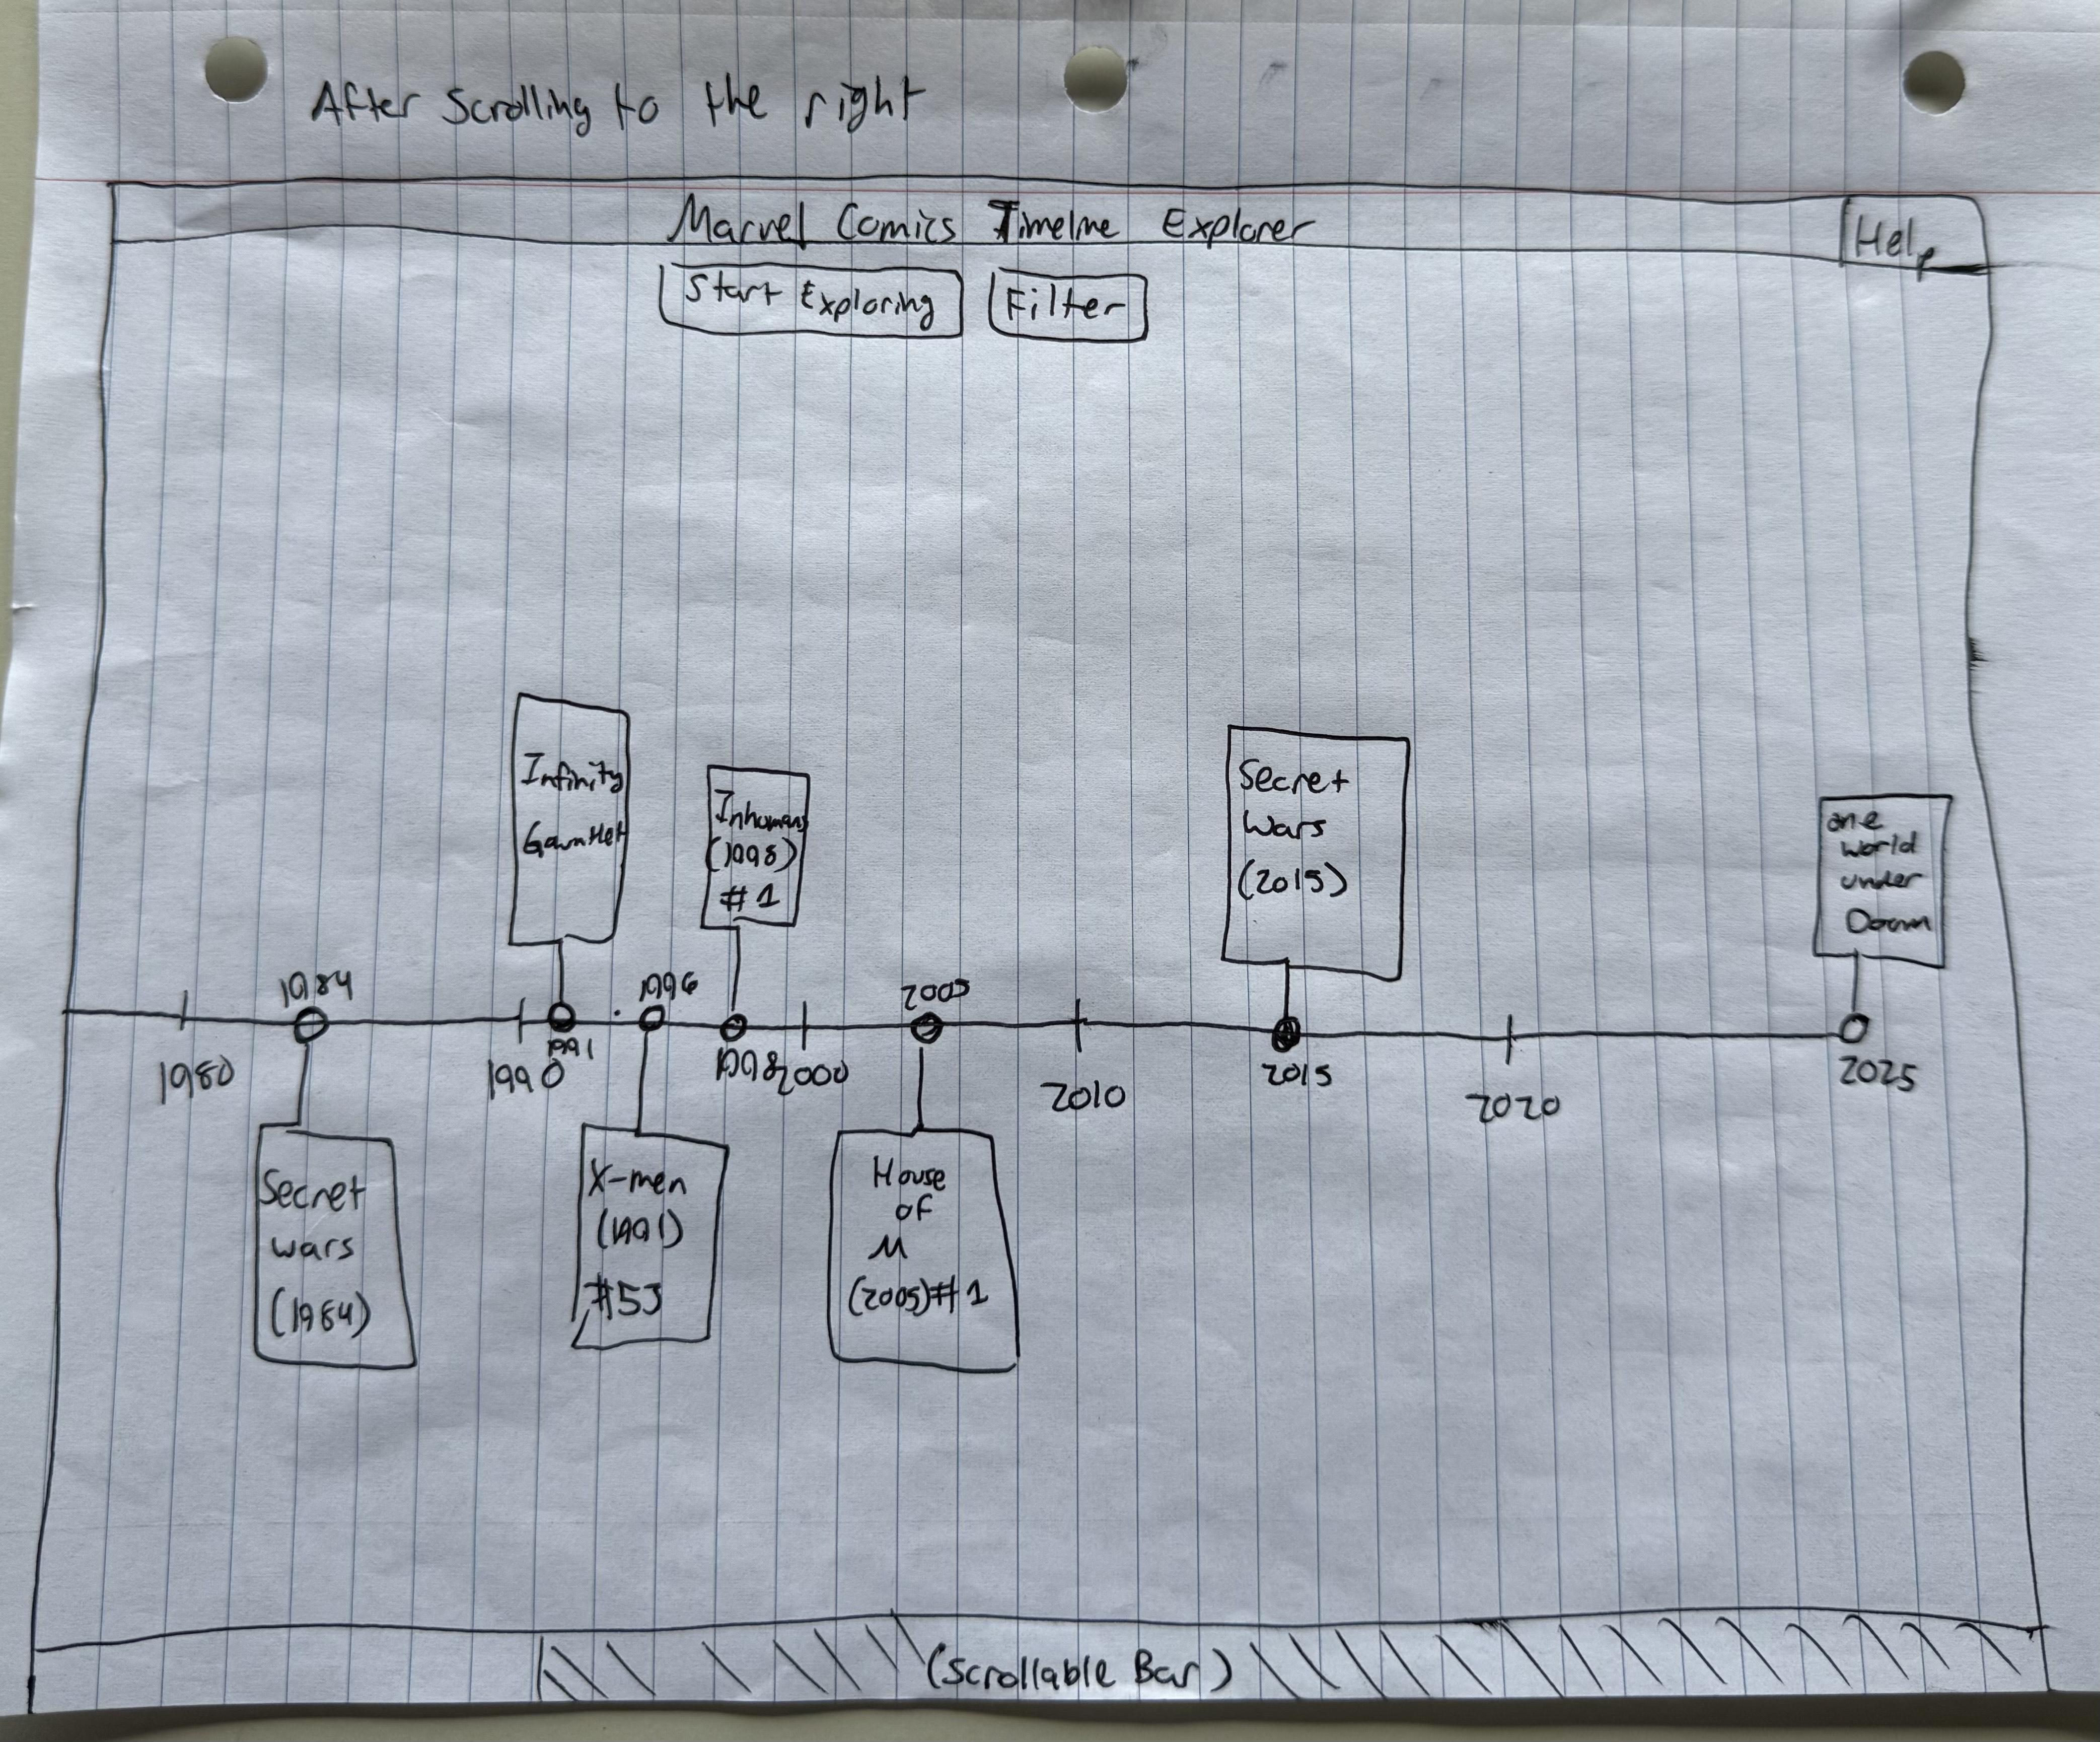 After Scrolling to the right
Marvel Comics Timeline Explorer
Help
Start Exploring
Filter
Infinity
Gauntlet
Inhumans
(1998)
# 1
Secret
Wars
(2015)
one
world
under
Doom
1984
1996
2005
1991
1998
2015
2025
1980
1990
2000
2010
2020
Secret
wars
(1984)
X-men
(1991)
#53
House
of
M
(2005)#1
(Scrollable Bar)